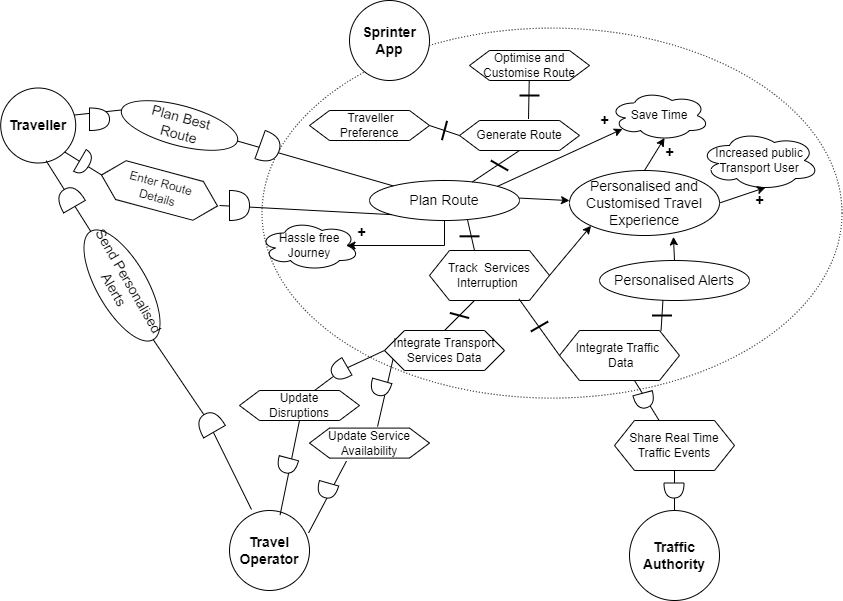 Sprinter
App
Optimise and
Customise Route
Traveller
Plan Best
Route
Traveller
Preference
Generate Route
+
Save Time
+
Increased public
Transport User
+
Enter Route
Details
Plan Route
Personalised and
Customised Travel
Experience
Hassle free
Journey
+
Send Personalised
Alerts
Track Services
Interruption
Personalised Alerts
Integrate Transport
Services Data
Integrate Traffic
Data
Update
Disruptions
Update Service
Availability
Share Real Time
Traffic Events
Travel
Operator
Traffic
Authority